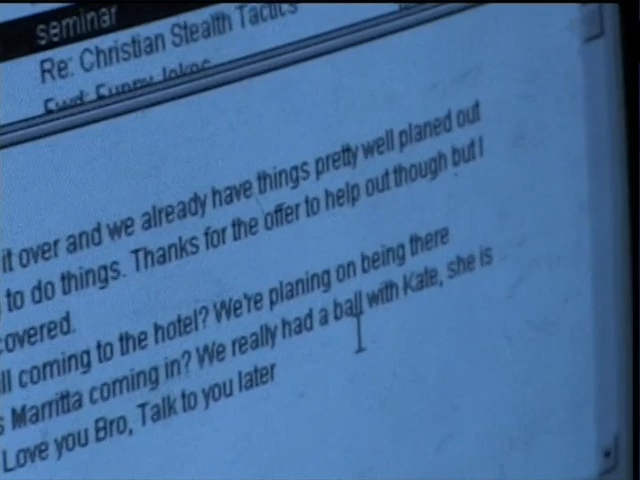 seminar
Re: Christian Stealth Tactics
Fwd: Funny Jokes
it over and we already have things pretty well planed out
to do things. Thanks for the offer to help out though but I
covered.
ll coming to the hotel? We're planing on being there
s Marritta coming in? We really had a ball with Kate, she is
Love you Bro, Talk to you later